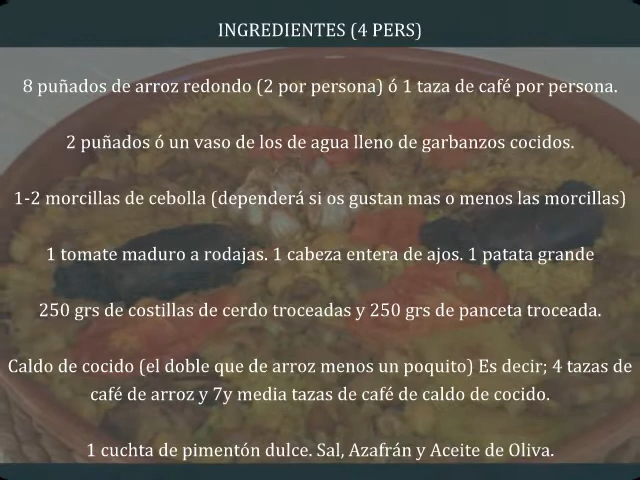 INGREDIENTES (4 PERS)
8 puñados de arroz redondo (2 por persona) ó 1 taza de café por persona.
2 puñados ó un vaso de los de agua lleno de garbanzos cocidos.
1-2 morcillas de cebolla (dependerá si os gustan mas o menos las morcillas)
1 tomate maduro a rodajas. 1 cabeza entera de ajos. 1 patata grande
250 grs de costillas de cerdo troceadas y 250 grs de panceta troceada.
Caldo de cocido (el doble que de arroz menos un poquito) Es decir; 4 tazas de
café de arroz y 7y media tazas de café de caldo de cocido.
1 cuchta de pimentón dulce. Sal, Azafrán y Aceite de Oliva.